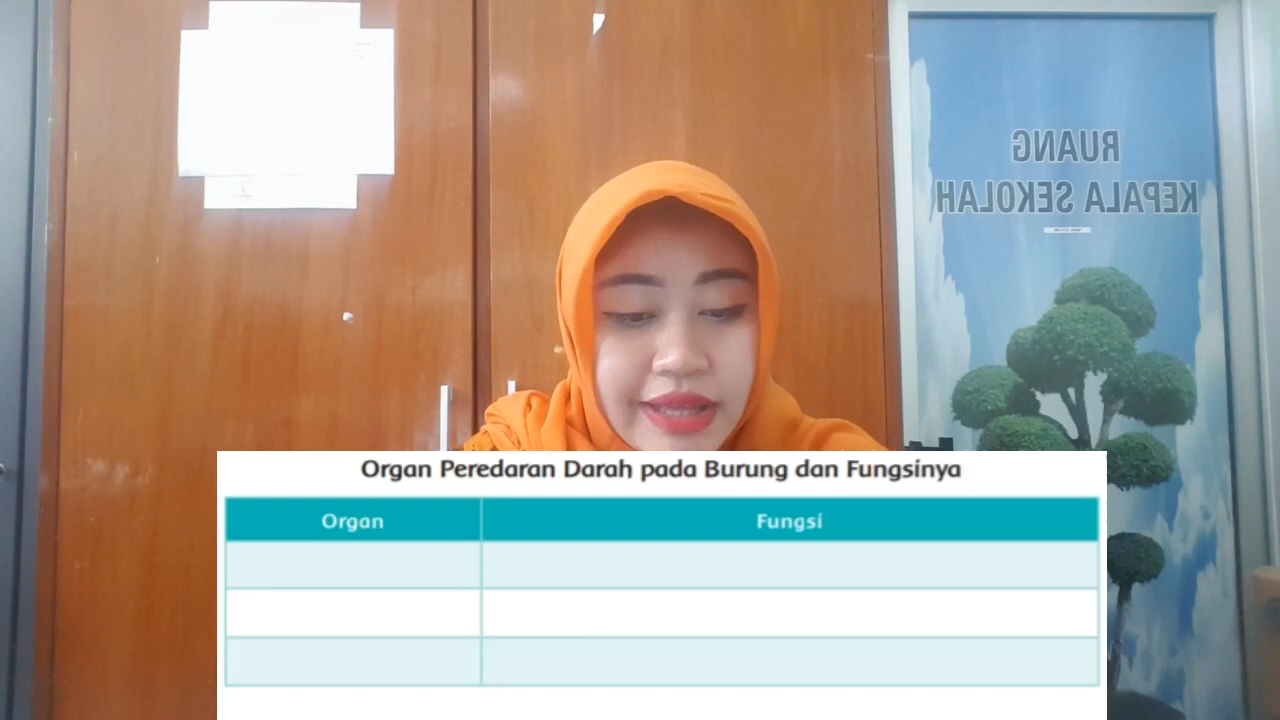 RUANG
KEPALA SEKOLAH
Organ Peredaran Darah pada Burung dan Fungsinya
Organ
Fungsi